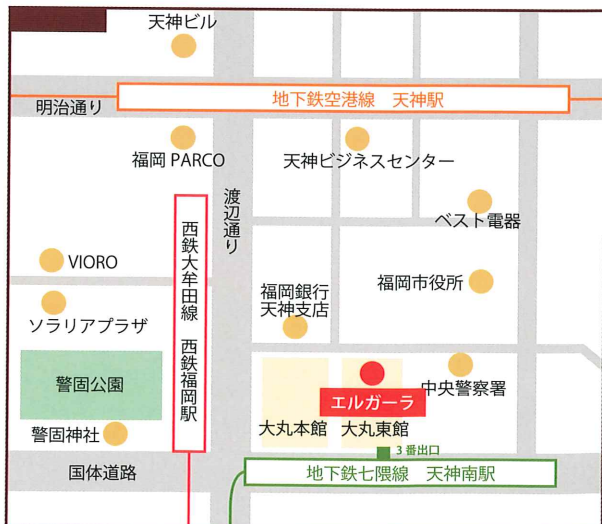 天神ビル
地下鉄空港線　天神駅
明治通り
福岡 PARCO
天神ビジネスセンター
渡辺通り
ベスト電器
西鉄大牟田線　西鉄福岡駅
VIORO
福岡市役所
福岡銀行
天神支店
ソラリアプラザ
警固公園
中央警察署
エルガーラ
大丸本館
大丸東館
警固神社
3 番出口
国体道路
地下鉄七隈線　天神南駅